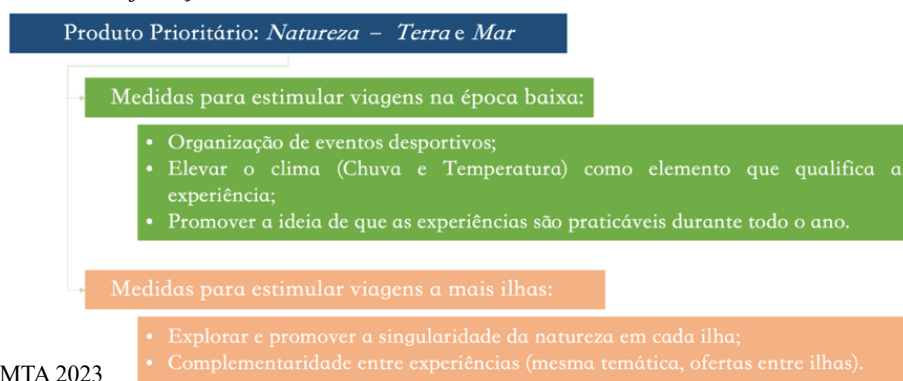 Produto Prioritário: Natureza – Terra e Mar
Medidas para estimular viagens na época baixa:
• Organização de eventos desportivos;
• Elevar o clima (Chuva e Temperatura) como elemento que qualifica a
experiência;
• Promover a ideia de que as experiências são praticáveis durante todo o ano.
Medidas para estimular viagens a mais ilhas:
• Explorar e promover a singularidade da natureza em cada ilha;
• Complementaridade entre experiências (mesma temática, ofertas entre ilhas).
MTA 2023